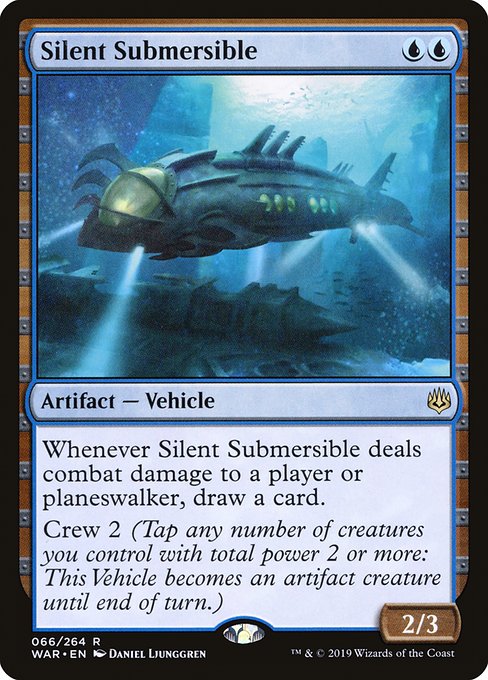 Silent Submersible
Artifact — Vehicle
Whenever Silent Submersible deals
combat damage to a player or
planeswalker, draw a card.
Crew 2 (Tap any number of creatures
you control with total power 2 or more:
This Vehicle becomes an artifact creature
until end of turn.)
2/3
066/264 R
WAR • EN Daniel Ljunggren
™ & © 2019 Wizards of the Coast